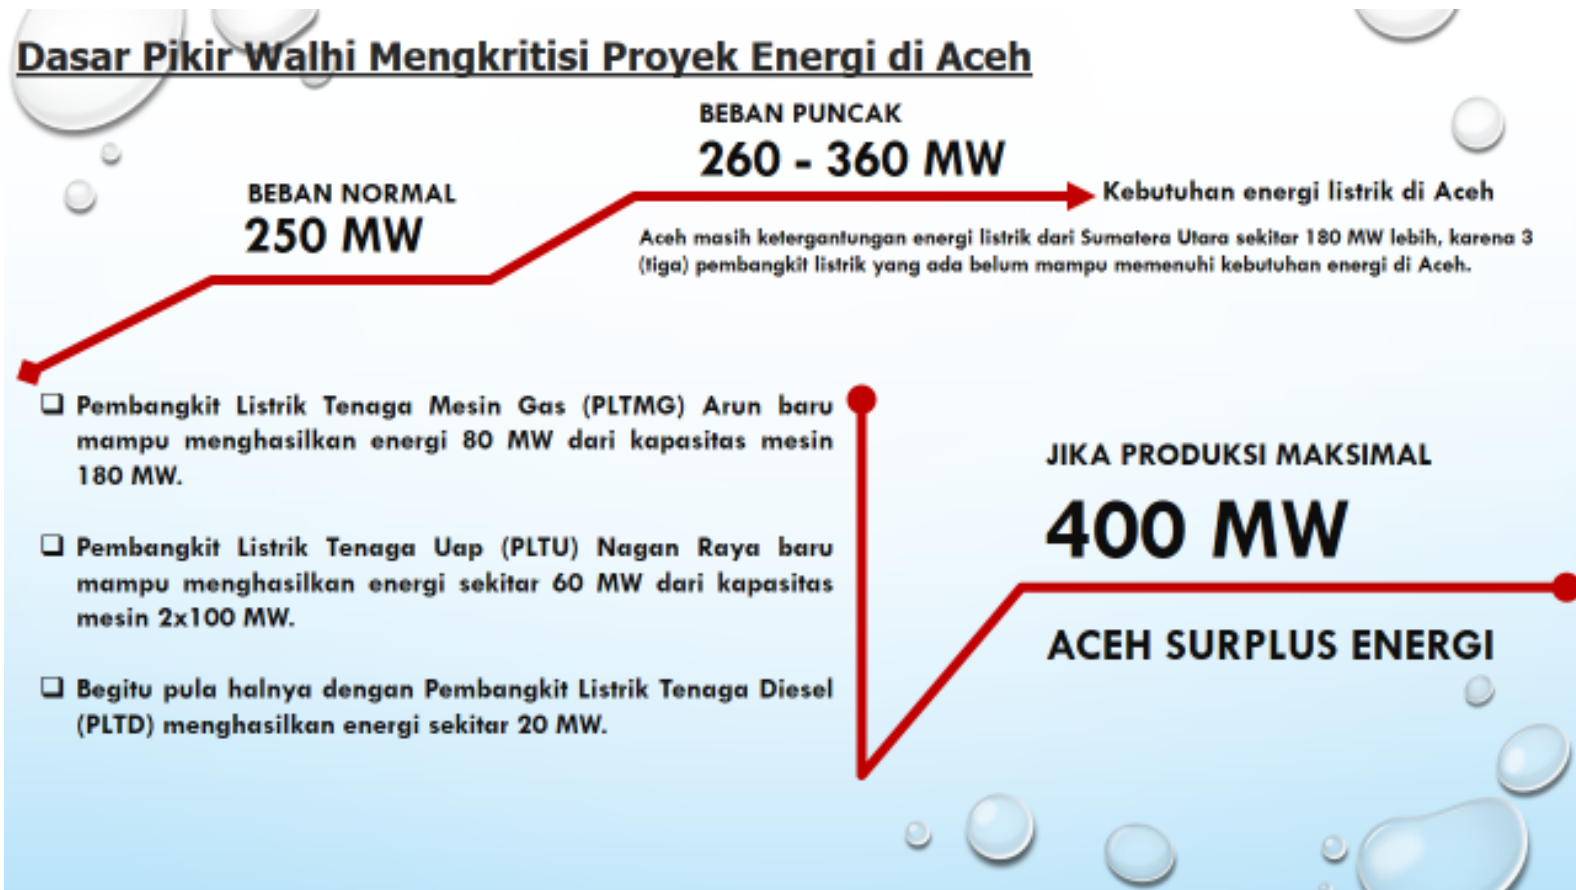 Dasar Pikir Walhi Mengkritisi Proyek Energi di Aceh
BEBAN PUNCAK
260 - 360 MW
BEBAN NORMAL
250 MW
Kebutuhan energi listrik di Aceh
Aceh masih ketergantungan energi listrik dari Sumatera Utara sekitar 180 MW lebih, karena 3
(tiga) pembangkit listrik yang ada belum mampu memenuhi kebutuhan energi di Aceh.
❑ Pembangkit Listrik Tenaga Mesin Gas (PLTMG) Arun baru
mampu menghasilkan energi 80 MW dari kapasitas mesin
180 MW.
❑ Pembangkit Listrik Tenaga Uap (PLTU) Nagan Raya baru
mampu menghasilkan energi sekitar 60 MW dari kapasitas
mesin 2x100 MW.
❑ Begitu pula halnya dengan Pembangkit Listrik Tenaga Diesel
(PLTD) menghasilkan energi sekitar 20 MW.
JIKA PRODUKSI MAKSIMAL
400 MW
ACEH SURPLUS ENERGI